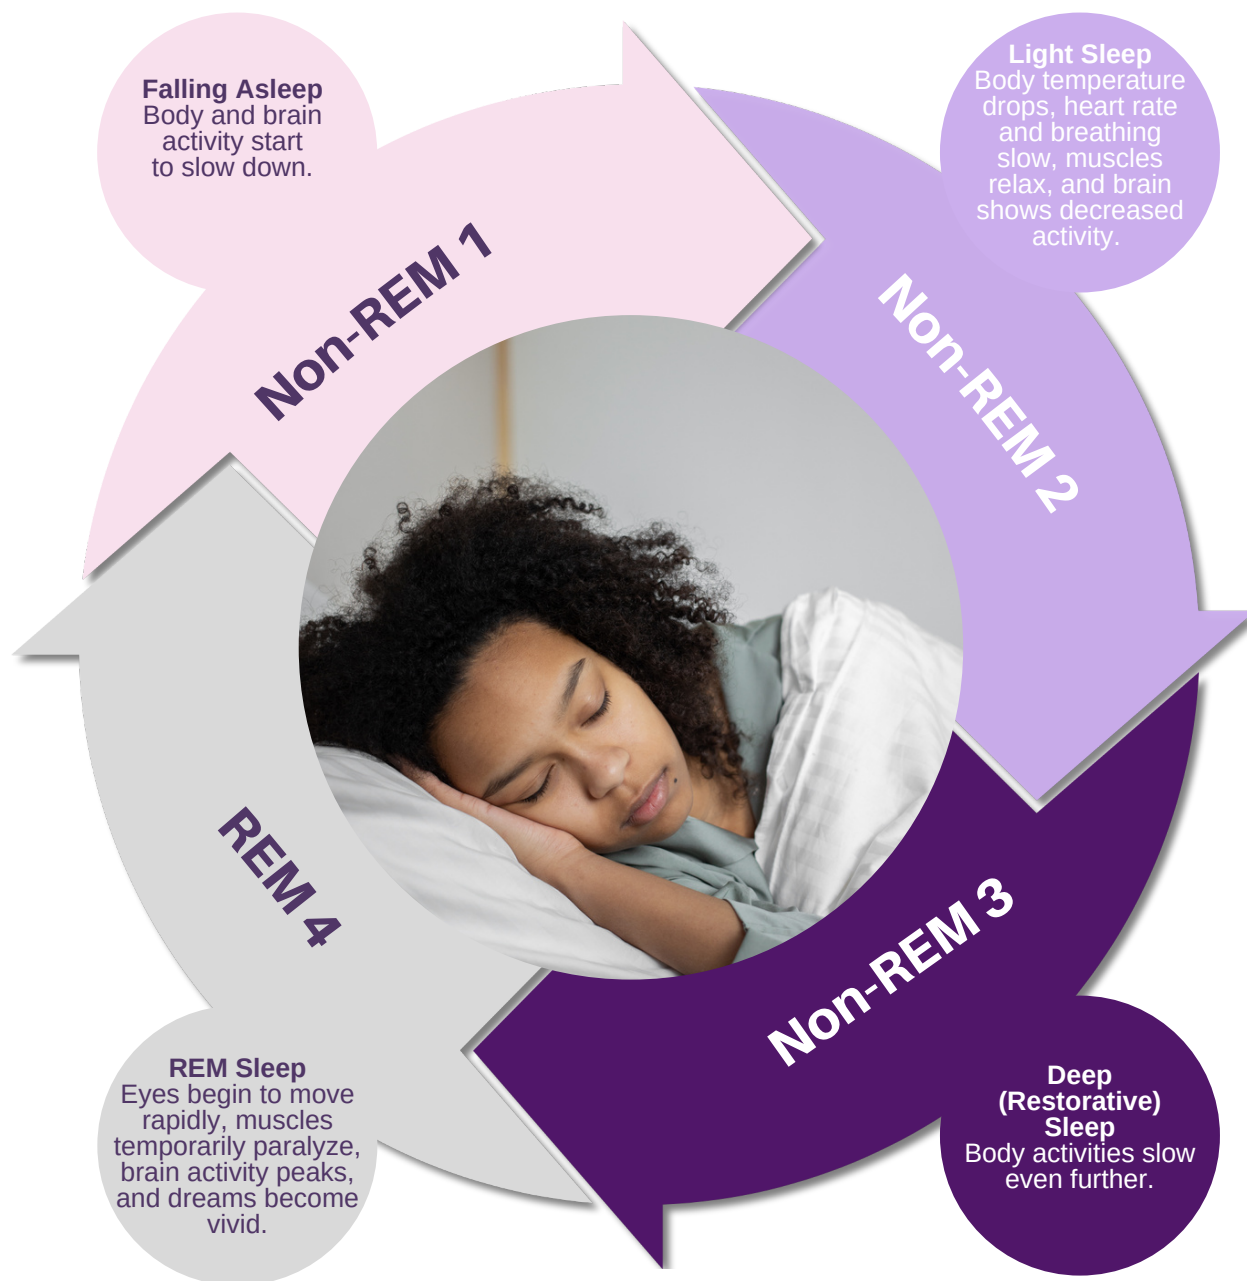 Falling Asleep
Body and brain
activity start
to slow down.
Non-REM 1
Light Sleep
Body temperature
drops, heart rate
and breathing
slow, muscles
relax, and brain
shows decreased
activity.
Non-REM 2
Non-REM 3
Deep
(Restorative)
Sleep
Body activities slow
even further.
REM 4
REM Sleep
Eyes begin to move
rapidly, muscles
temporarily paralyze,
brain activity peaks,
and dreams become
vivid.